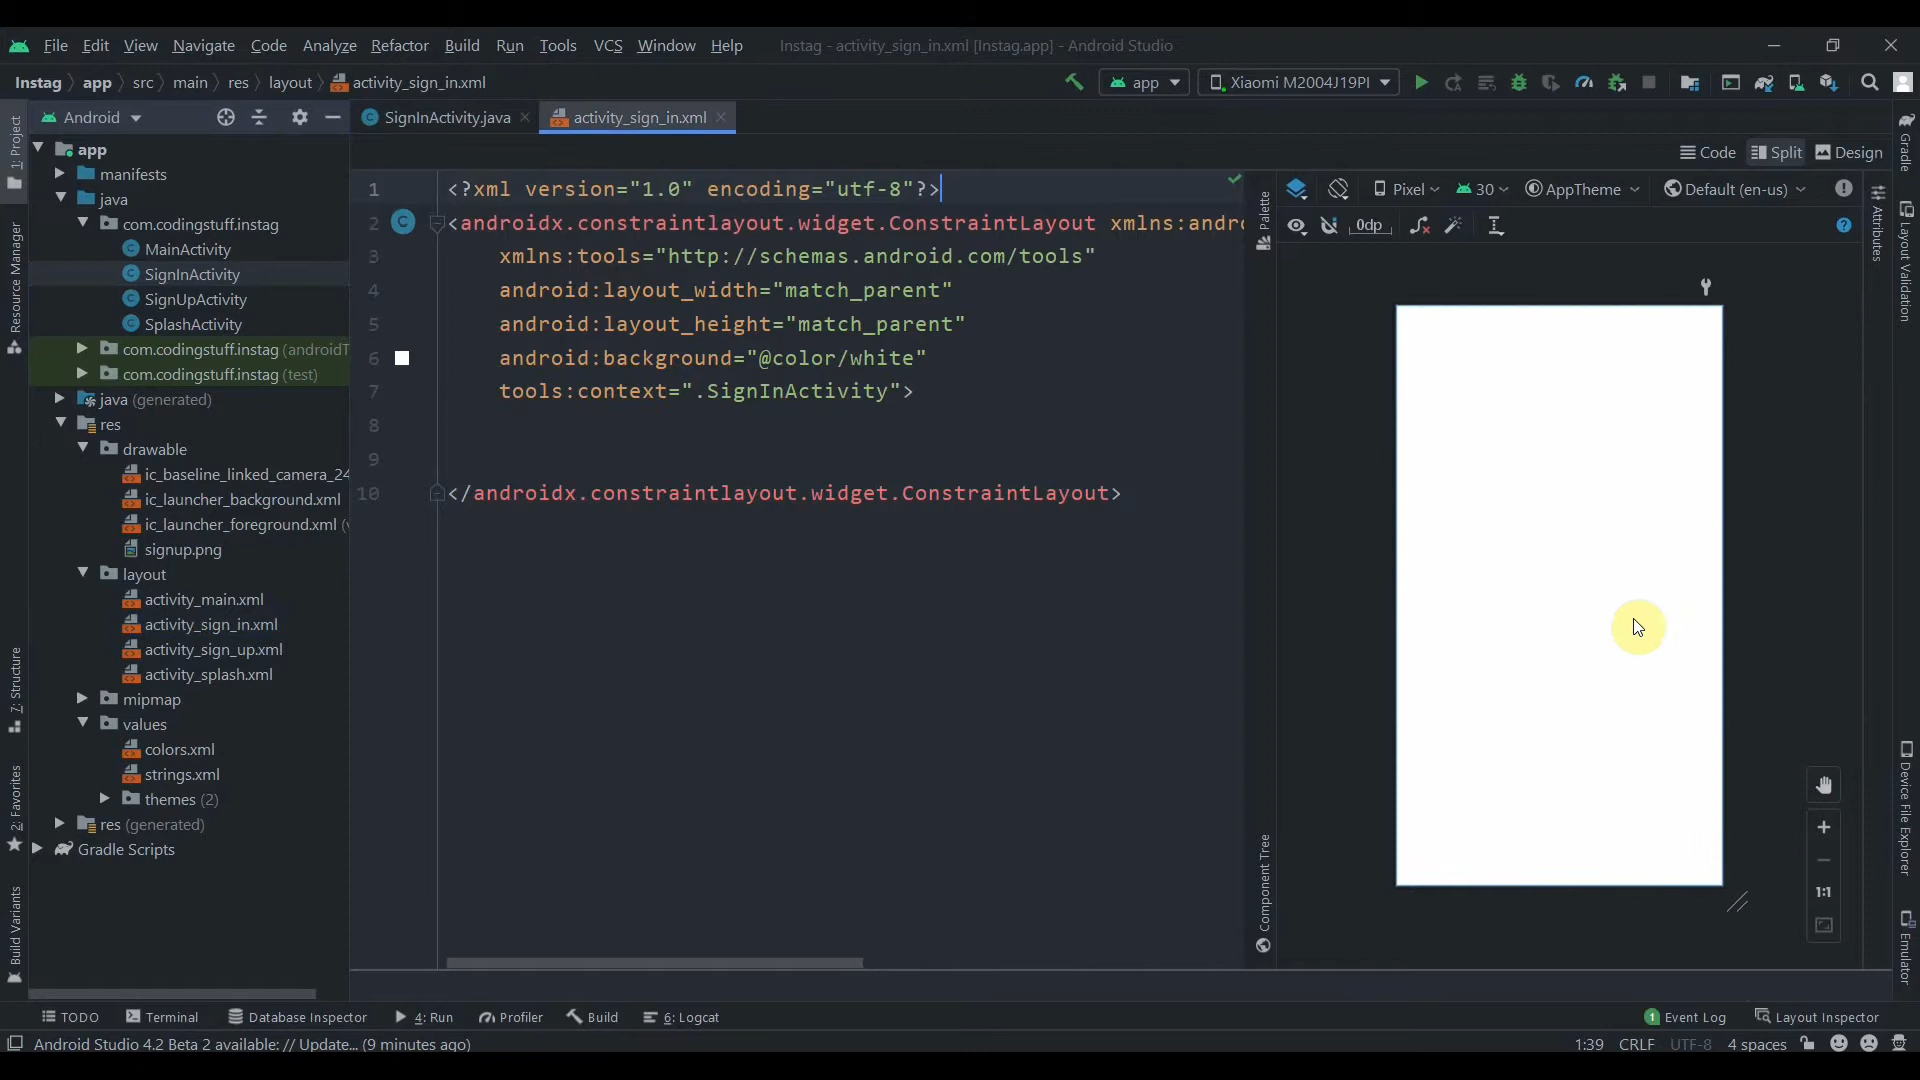 File Edit View Navigate Code Analyze Refactor Build Run Tools VCS Window Help Instag - activity_sign_in.xml [Instag.app] - Android Studio
Instag app src main res layout activity_sign_in.xml
app Xiaomi M2004J19PI
Android
SignInActivity.java activity_sign_in.xml
Code Split Design
1: Project
Resource Manager
7: Structure
2: Favorites
Build Variants
app
manifests
java
com.codingstuff.instag
MainActivity
SignInActivity
SignUpActivity
SplashActivity
com.codingstuff.instag (androidT
com.codingstuff.instag (test)
java (generated)
res
drawable
ic_baseline_linked_camera_24
ic_launcher_background.xml
ic_launcher_foreground.xml (v
signup.png
layout
activity_main.xml
activity_sign_in.xml
activity_sign_up.xml
activity_splash.xml
mipmap
values
colors.xml
strings.xml
themes (2)
res (generated)
Gradle Scripts
1 <?xml version="1.0" encoding="utf-8"?>
2 <androidx.constraintlayout.widget.ConstraintLayout xmlns:andro
3 xmlns:tools="http://schemas.android.com/tools"
4 android:layout_width="match_parent"
5 android:layout_height="match_parent"
6 android:background="@color/white"
7 tools:context=".SignInActivity">
8
9
10 </androidx.constraintlayout.widget.ConstraintLayout>
Palette
Component Tree
Pixel 30 AppTheme Default (en-us)
0dp
1:1
Attributes
Gradle
Layout Validation
Device File Explorer
Emulator
TODO Terminal Database Inspector 4: Run Profiler Build 6: Logcat 1 Event Log Layout Inspector
Android Studio 4.2 Beta 2 available: // Update... (9 minutes ago) 1:39 CRLF UTF-8 4 spaces